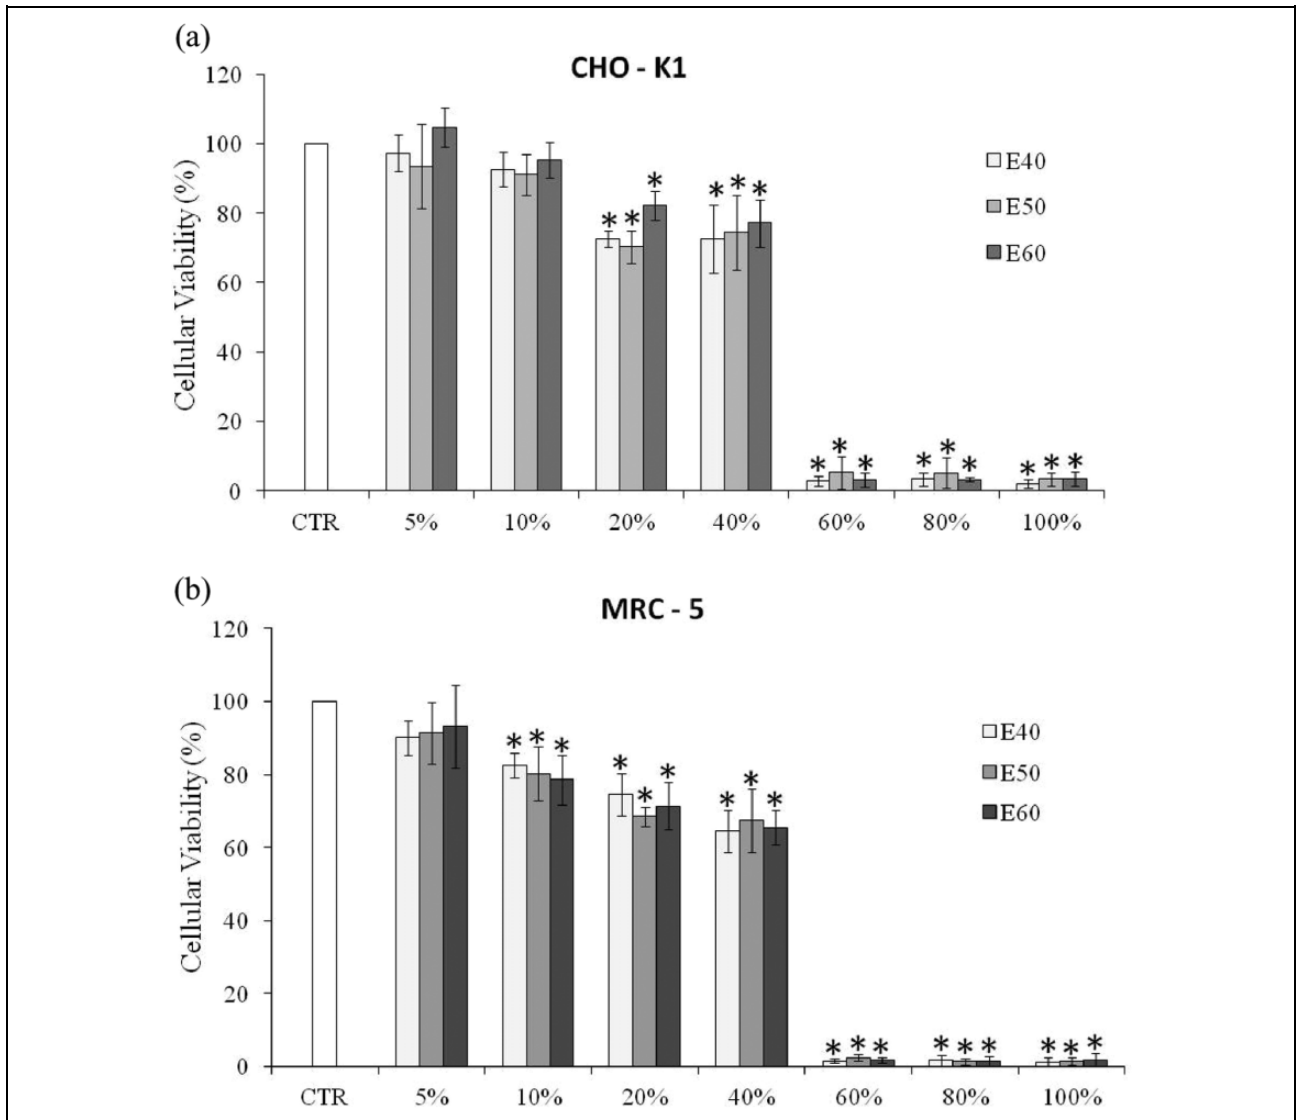 (a)
CHO - K1
Cellular Viability (%)
120
100
80
60
40
20
0
* * *
* * *
* * *
* * *
* * *
E40
E50
E60
CTR 5% 10% 20% 40% 60% 80% 100%
(b)
MRC - 5
Cellular Viability (%)
120
100
80
60
40
20
0
* * *
* * *
* * *
* * *
* * *
* * *
E40
E50
E60
CTR 5% 10% 20% 40% 60% 80% 100%